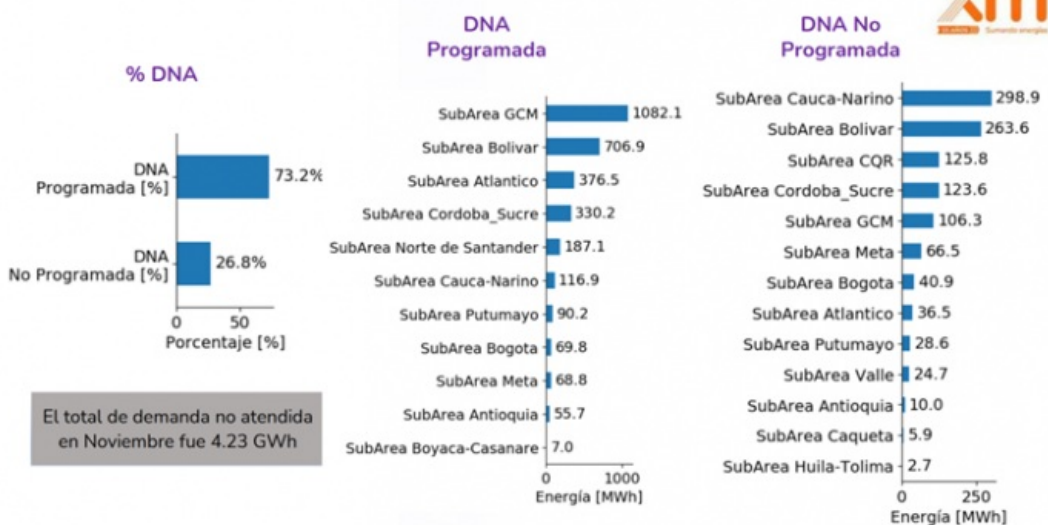 % DNA
DNA
Programada [%]
73.2%
DNA
No Programada [%]
26.8%
0
50
Porcentaje [%]
El total de demanda no atendida
en Noviembre fue 4.23 GWh
DNA
Programada
SubArea GCM 1082.1
SubArea Bolivar 706.9
SubArea Atlantico 376.5
SubArea Cordoba_Sucre 330.2
SubArea Norte de Santander 187.1
SubArea Cauca-Narino 116.9
SubArea Putumayo 90.2
SubArea Bogota 69.8
SubArea Meta 68.8
SubArea Antioquia 55.7
SubArea Boyaca-Casanare 7.0
0 1000
Energía [MWh]
DNA No
Programada
Sumando energías
SubArea Cauca-Narino 298.9
SubArea Bolivar 263.6
SubArea CQR 125.8
SubArea Cordoba_Sucre 123.6
SubArea GCM 106.3
SubArea Meta 66.5
SubArea Bogota 40.9
SubArea Atlantico 36.5
SubArea Putumayo 28.6
SubArea Valle 24.7
SubArea Antioquia 10.0
SubArea Caqueta 5.9
SubArea Huila-Tolima 2.7
0 250
Energía [MWh]